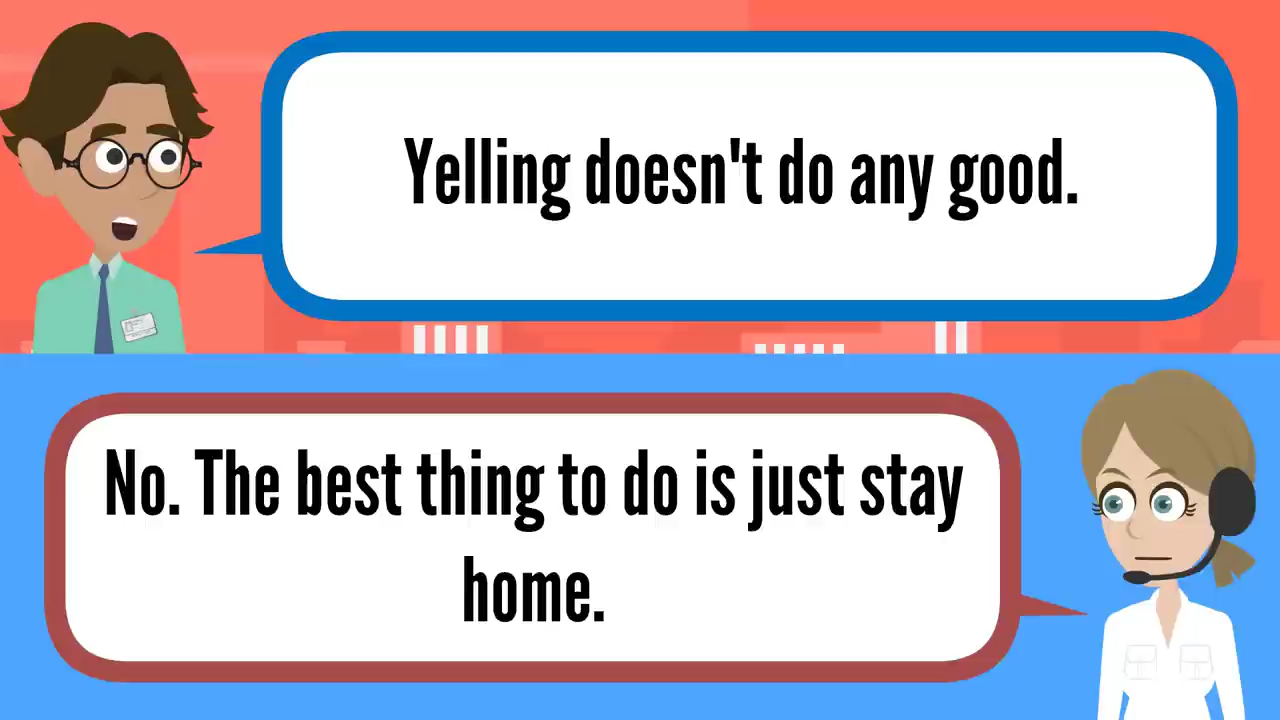 Yelling doesn't do any good.
No. The best thing to do is just stay
home.